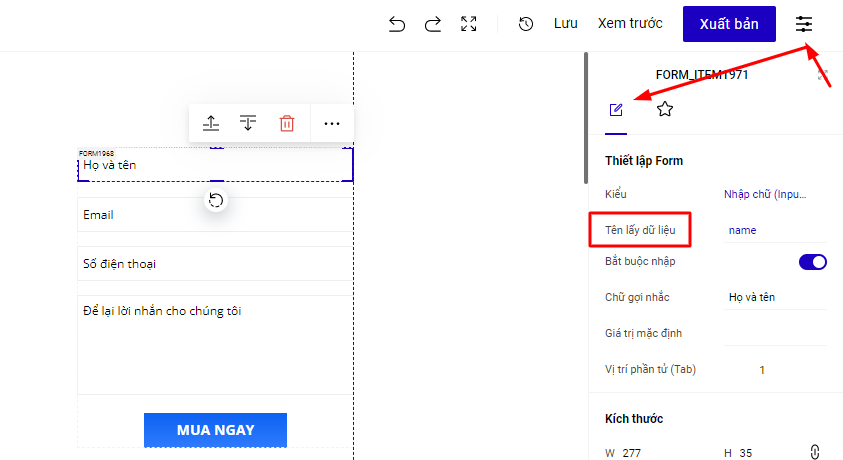 Lưu
Xem trước
Xuất bản
FORM_ITEM1971
FORM1968
Họ và tên
Email
Số điện thoại
Để lại lời nhắn cho chúng tôi
MUA NGAY
Thiết lập Form
Kiểu
Nhập chữ (Inpu...
Tên lấy dữ liệu
name
Bắt buộc nhập
Chữ gợi nhắc
Họ và tên
Giá trị mặc định
Vị trí phần tử (Tab)
1
Kích thước
W 277
H 35